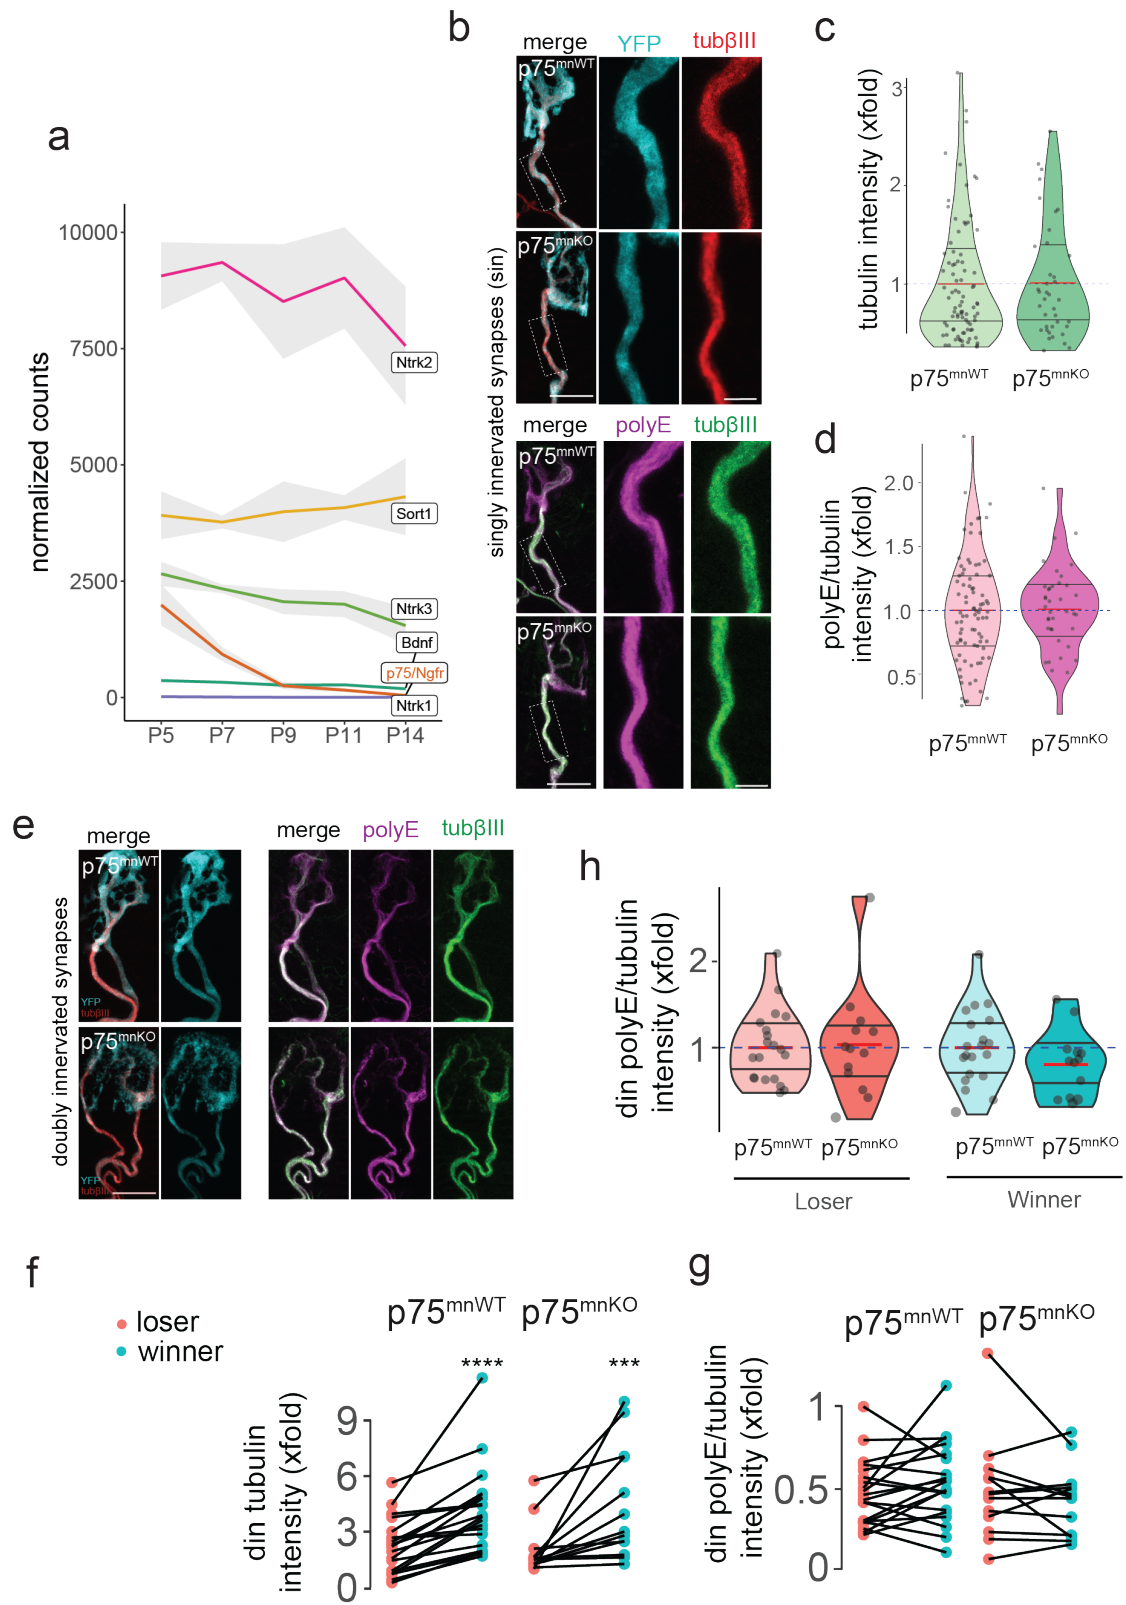 a
normalized counts
10000
7500
5000
2500
0
P5 P7 P9 P11 P14
Ntrk2
Sort1
Ntrk3
Bdnf
p75/Ngfr
Ntrk1
b
singly innervated synapses (sin)
merge YFP tubβIII
p75mnWT
p75mnKO
merge polyE tubβIII
p75mnWT
p75mnKO
c
tubulin intensity (xfold)
3
2
1
p75mnWT p75mnKO
d
polyE/tubulin
intensity (xfold)
2.0
1.5
1.0
0.5
p75mnWT p75mnKO
e
doubly innervated synapses
merge
merge polyE tubβIII
p75mnWT
YFP
tubβIII
p75mnKO
YFP
tubβIII
h
din polyE/tubulin
intensity (xfold)
2
1
p75mnWT p75mnKO p75mnWT p75mnKO
Loser Winner
f
loser
winner
p75mnWT p75mnKO
**** ***
din tubulin
intensity (xfold)
9
6
3
0
g
p75mnWT p75mnKO
din polyE/tubulin
intensity (xfold)
1
0.5
0